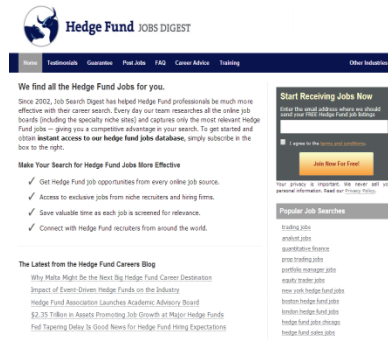 Hedge Fund JOBS DIGEST
Home Testimonials Guarantee Post Jobs FAQ Career Advice Training Other Industries
We find all the Hedge Fund Jobs for you.
Since 2002, Job Search Digest has helped Hedge Fund professionals be much more
effective with their career search. Every day our team researches all the online job
boards (including the specialty niche sites) and captures only the most relevant Hedge
Fund jobs — giving you a competitive advantage in your search. To get started and
obtain instant access to our hedge fund jobs database, simply subscribe in the
box to the right.
Make Your Search for Hedge Fund Jobs More Effective
✓ Get Hedge Fund job opportunities from every online job source.
✓ Access to exclusive jobs from niche recruiters and hiring firms.
✓ Save valuable time as each job is screened for relevance.
✓ Connect with Hedge Fund recruiters from around the world.
The Latest from the Hedge Fund Careers Blog
Why Malta Might Be the Next Big Hedge Fund Career Destination
Impact of Event-Driven Hedge Funds on the Industry
Hedge Fund Association Launches Academic Advisory Board
$2.35 Trillion in Assets Promoting Job Growth at Major Hedge Funds
Fed Tapering Delay Is Good News for Hedge Fund Hiring Expectations
Start Receiving Jobs Now
Enter the email address where we should
send your FREE Hedge Fund job listings
I agree to the terms and conditions.
Join Now For Free!
Your privacy is important. We never sell yo
personal information. Read our Privacy Policy.
Popular Job Searches
trading jobs
analyst jobs
quantitative finance
prop trading jobs
portfolio manager jobs
equity trader jobs
new york hedge fund jobs
boston hedge fund jobs
london hedge fund jobs
hedge fund jobs chicago
hedge fund sales jobs